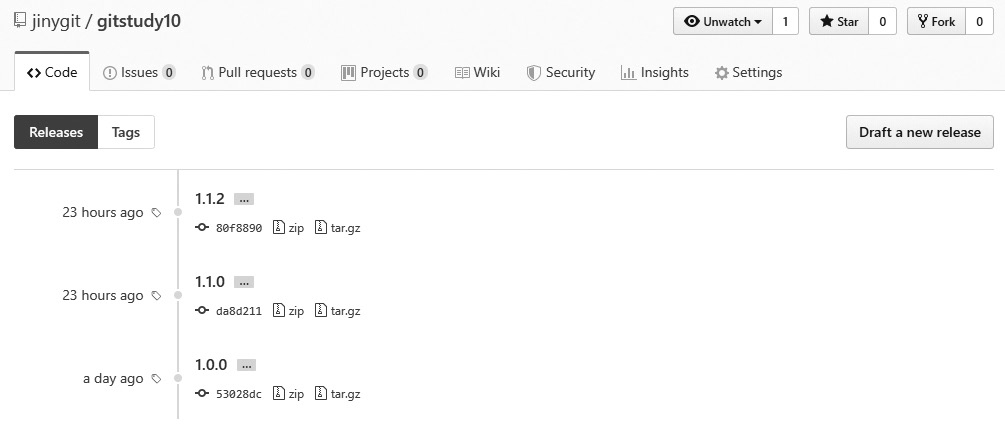 jinygit / gitstudy10
Unwatch 1 Star 0 Fork 0
Code Issues 0 Pull requests 0 Projects 0 Wiki Security Insights Settings
Releases Tags Draft a new release
1.1.2 ...
23 hours ago
80f8890 zip tar.gz
1.1.0 ...
23 hours ago
da8d211 zip tar.gz
1.0.0 ...
a day ago
53028dc zip tar.gz